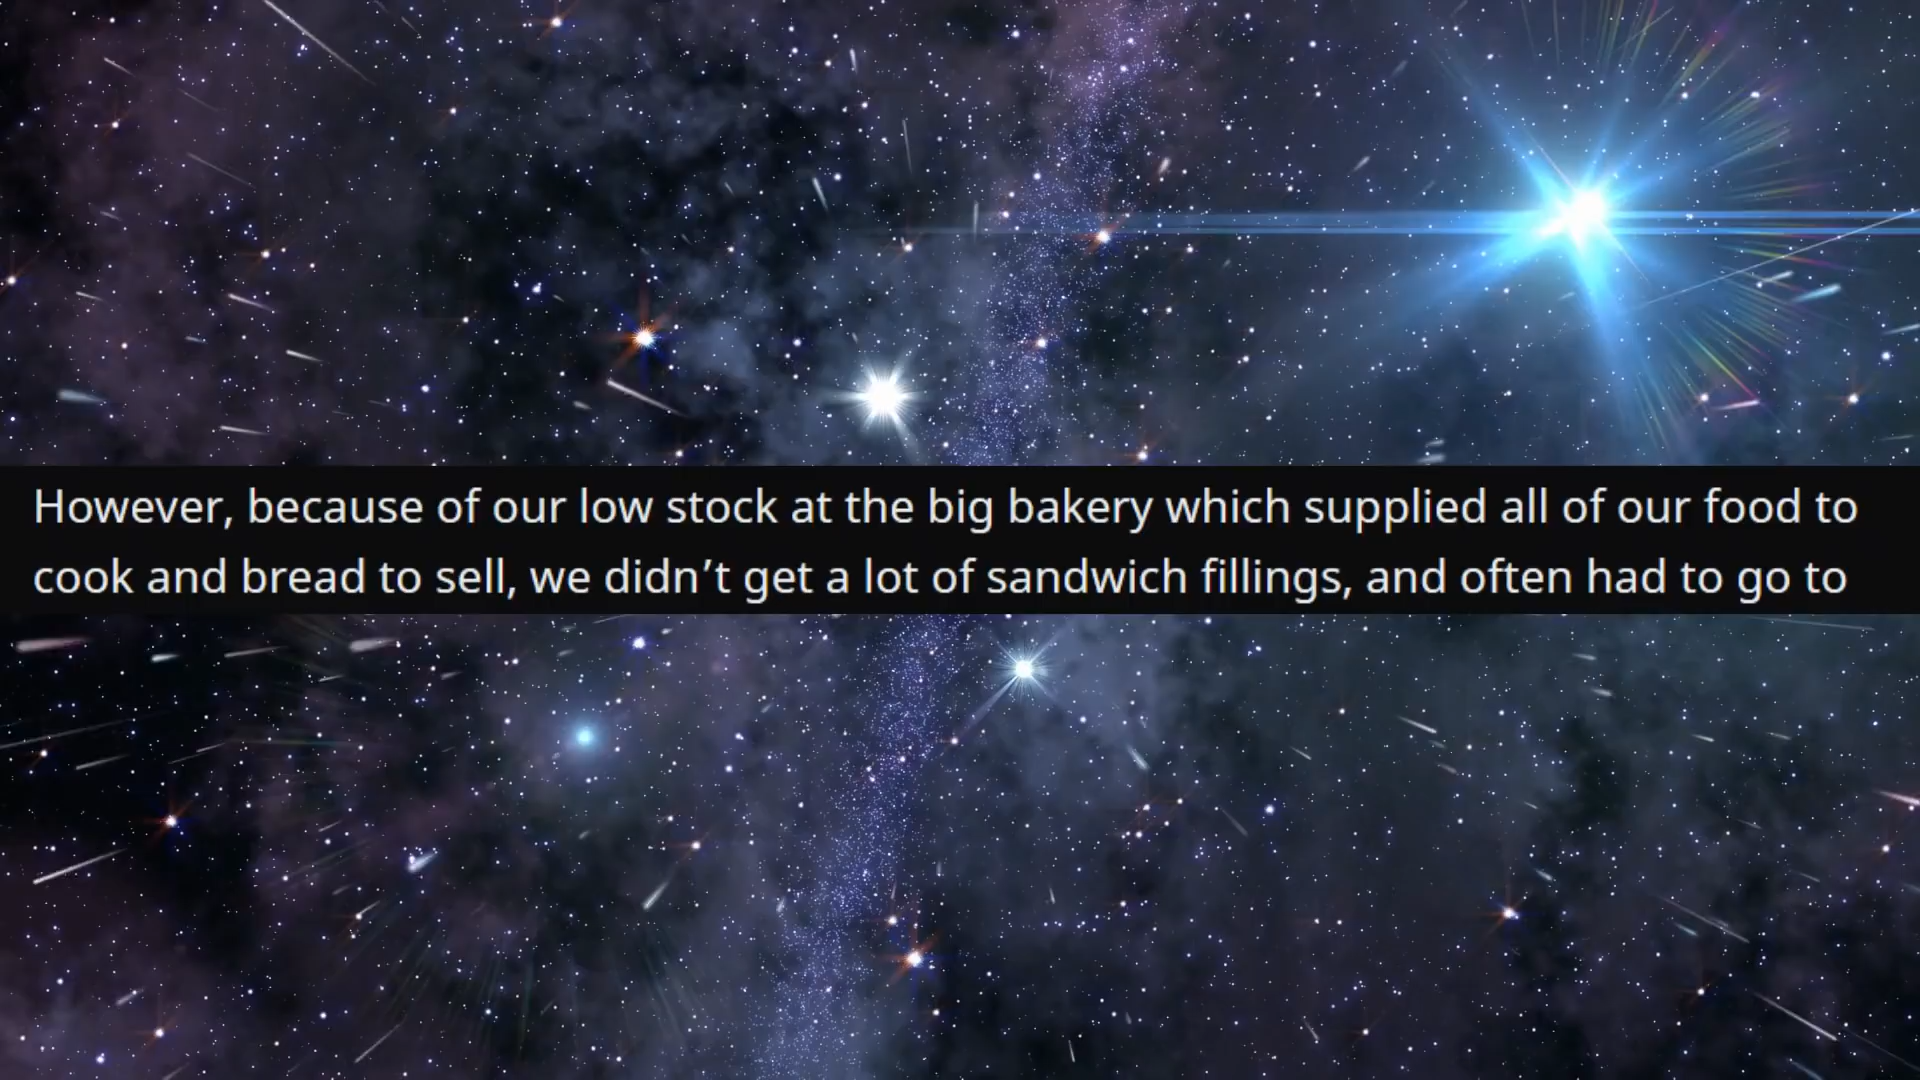 However, because of our low stock at the big bakery which supplied all of our food to
cook and bread to sell, we didn’t get a lot of sandwich fillings, and often had to go to